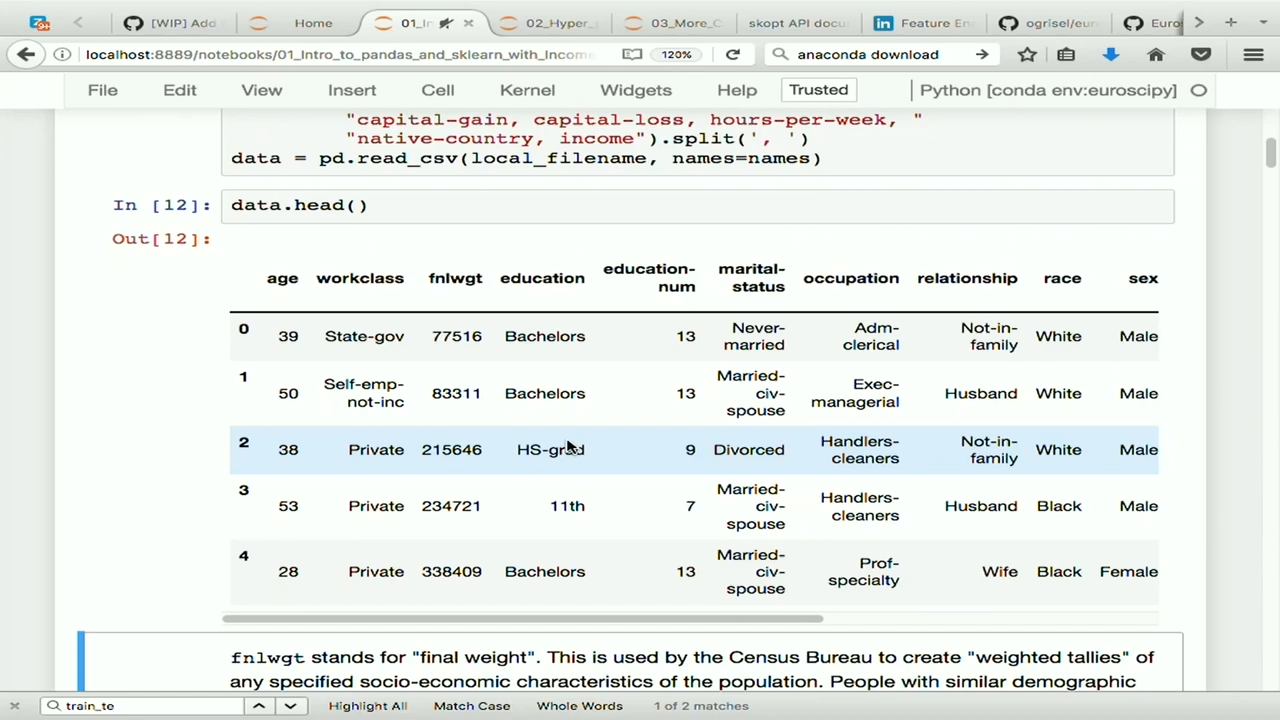 [WIP] Add
Home
01_In
02_Hyper_
03_More_C
skopt API docu
Feature En
ogrisel/eur
Euros
localhost:8889/notebooks/01_Intro_to_pandas_and_sklearn_with_Income
120%
anaconda download
File Edit View Insert Cell Kernel Widgets Help Trusted Python [conda env:euroscipy]
"capital-gain, capital-loss, hours-per-week, "
"native-country, income").split(', ')
data = pd.read_csv(local_filename, names=names)
In [12]: data.head()
Out[12]:
age workclass fnlwgt education education-num marital-status occupation relationship race sex
0 39 State-gov 77516 Bachelors 13 Never-married Adm-clerical Not-in-family White Male
1 50 Self-emp-not-inc 83311 Bachelors 13 Married-civ-spouse Exec-managerial Husband White Male
2 38 Private 215646 HS-grad 9 Divorced Handlers-cleaners Not-in-family White Male
3 53 Private 234721 11th 7 Married-civ-spouse Handlers-cleaners Husband Black Male
4 28 Private 338409 Bachelors 13 Married-civ-spouse Prof-specialty Wife Black Female
fnlwgt stands for "final weight". This is used by the Census Bureau to create "weighted tallies" of
any specified socio-economic characteristics of the population. People with similar demographic
train_te
Highlight All Match Case Whole Words 1 of 2 matches